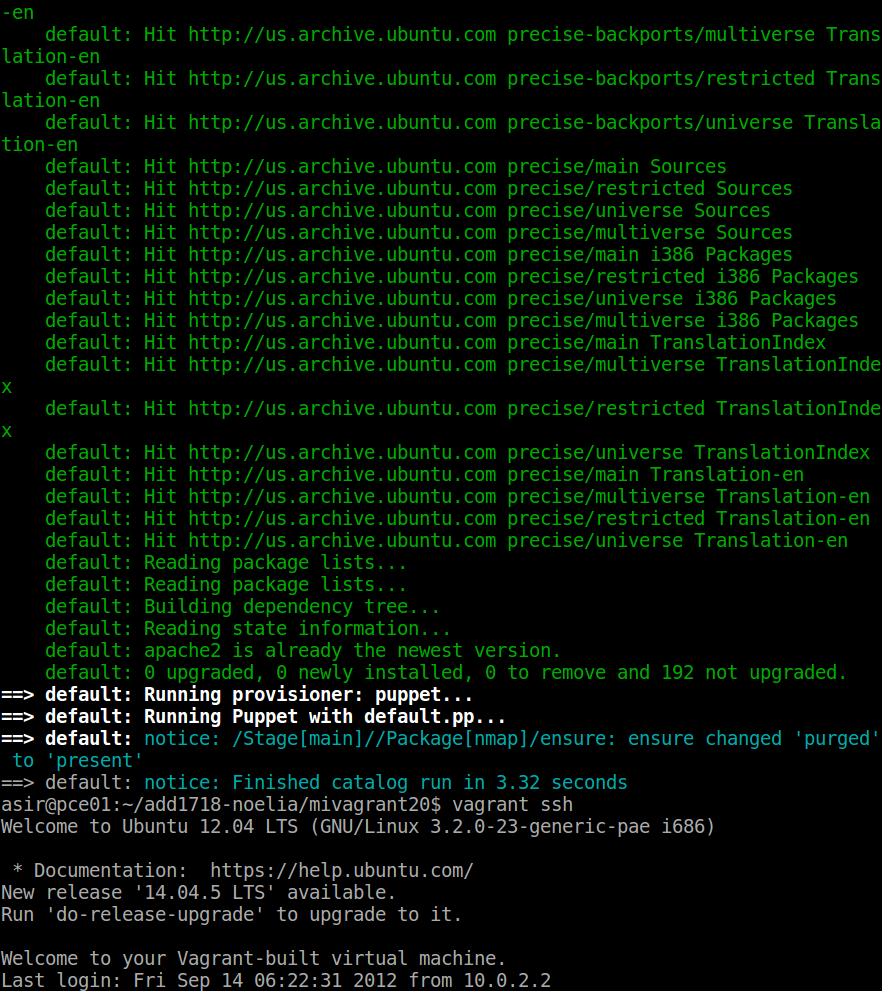 -en
    default: Hit http://us.archive.ubuntu.com precise-backports/multiverse Trans
lation-en
    default: Hit http://us.archive.ubuntu.com precise-backports/restricted Trans
lation-en
    default: Hit http://us.archive.ubuntu.com precise-backports/universe Transla
tion-en
    default: Hit http://us.archive.ubuntu.com precise/main Sources
    default: Hit http://us.archive.ubuntu.com precise/restricted Sources
    default: Hit http://us.archive.ubuntu.com precise/universe Sources
    default: Hit http://us.archive.ubuntu.com precise/multiverse Sources
    default: Hit http://us.archive.ubuntu.com precise/main i386 Packages
    default: Hit http://us.archive.ubuntu.com precise/restricted i386 Packages
    default: Hit http://us.archive.ubuntu.com precise/universe i386 Packages
    default: Hit http://us.archive.ubuntu.com precise/multiverse i386 Packages
    default: Hit http://us.archive.ubuntu.com precise/main TranslationIndex
    default: Hit http://us.archive.ubuntu.com precise/multiverse TranslationInde
x
    default: Hit http://us.archive.ubuntu.com precise/restricted TranslationInde
x
    default: Hit http://us.archive.ubuntu.com precise/universe TranslationIndex
    default: Hit http://us.archive.ubuntu.com precise/main Translation-en
    default: Hit http://us.archive.ubuntu.com precise/multiverse Translation-en
    default: Hit http://us.archive.ubuntu.com precise/restricted Translation-en
    default: Hit http://us.archive.ubuntu.com precise/universe Translation-en
    default: Reading package lists...
    default: Reading package lists...
    default: Building dependency tree...
    default: Reading state information...
    default: apache2 is already the newest version.
    default: 0 upgraded, 0 newly installed, 0 to remove and 192 not upgraded.
==> default: Running provisioner: puppet...
==> default: Running Puppet with default.pp...
==> default: notice: /Stage[main]//Package[nmap]/ensure: ensure changed 'purged'
 to 'present'
==> default: notice: Finished catalog run in 3.32 seconds
asir@pce01:~/add1718-noelia/mivagrant20$ vagrant ssh
Welcome to Ubuntu 12.04 LTS (GNU/Linux 3.2.0-23-generic-pae i686)

 * Documentation:  https://help.ubuntu.com/
New release '14.04.5 LTS' available.
Run 'do-release-upgrade' to upgrade to it.

Welcome to your Vagrant-built virtual machine.
Last login: Fri Sep 14 06:22:31 2012 from 10.0.2.2